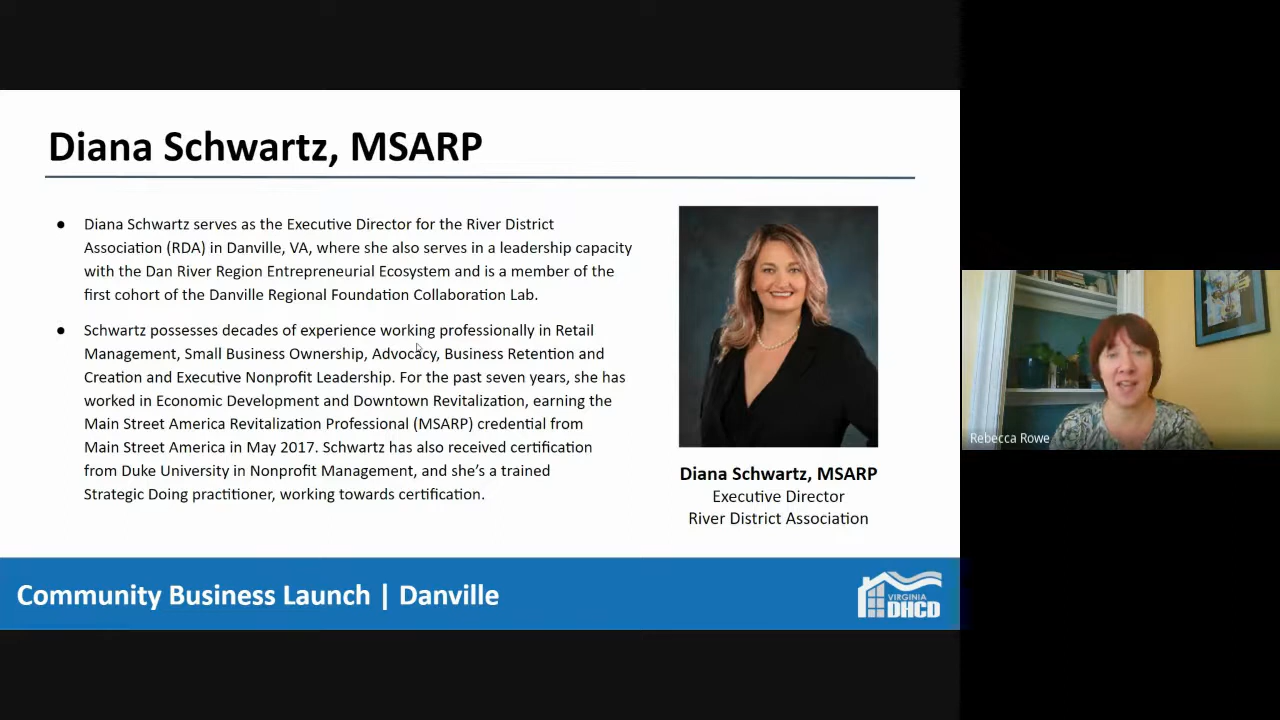 Diana Schwartz, MSARP
● Diana Schwartz serves as the Executive Director for the River District
Association (RDA) in Danville, VA, where she also serves in a leadership capacity
with the Dan River Region Entrepreneurial Ecosystem and is a member of the
first cohort of the Danville Regional Foundation Collaboration Lab.
● Schwartz possesses decades of experience working professionally in Retail
Management, Small Business Ownership, Advocacy, Business Retention and
Creation and Executive Nonprofit Leadership. For the past seven years, she has
worked in Economic Development and Downtown Revitalization, earning the
Main Street America Revitalization Professional (MSARP) credential from
Main Street America in May 2017. Schwartz has also received certification
from Duke University in Nonprofit Management, and she's a trained
Strategic Doing practitioner, working towards certification.
Diana Schwartz, MSARP
Executive Director
River District Association
Rebecca Rowe
Community Business Launch | Danville
VIRGINIA
DHCD